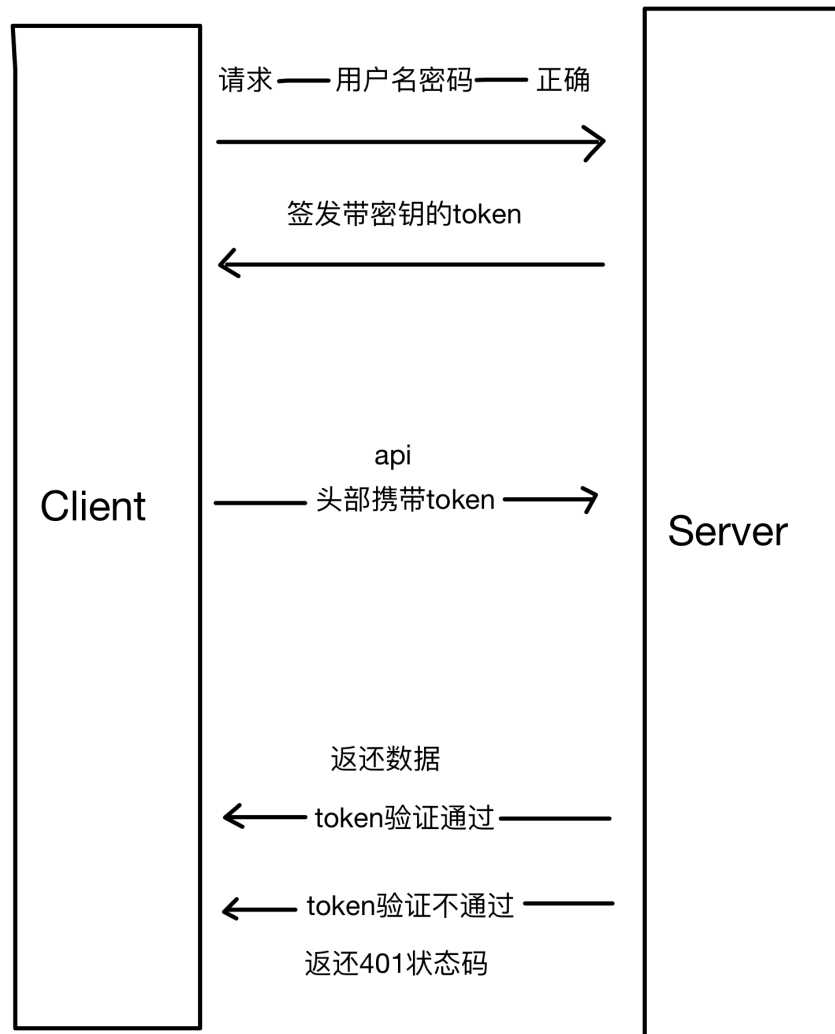 请求 用户名密码 正确
签发带密钥的token
api
头部携带token
Client
Server
返还数据
token验证通过
token验证不通过
返还401状态码